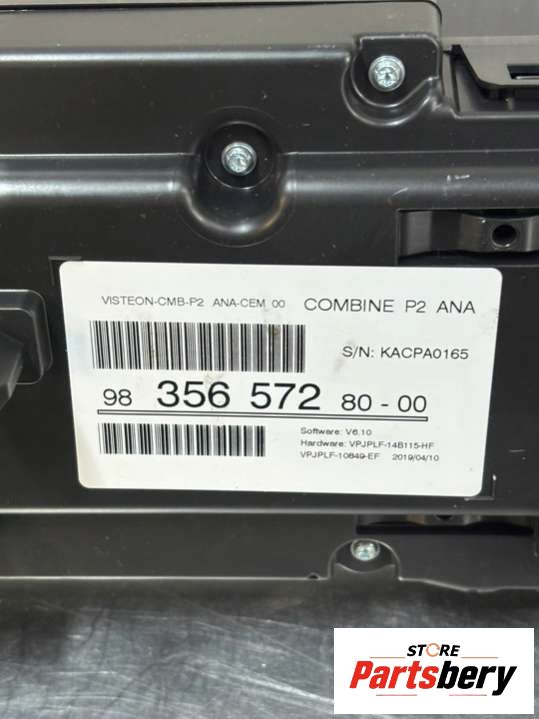 VISTEON-CMB-P2 ANA-CEM 00 COMBINE P2 ANA
S/N: KACPA0165
98 356 572 80 - 00
Software: V6.10
Hardware: VPJPLF-14B115-HF
VPJPLF-10849-EF 2019/04/10
STORE
Partsbery